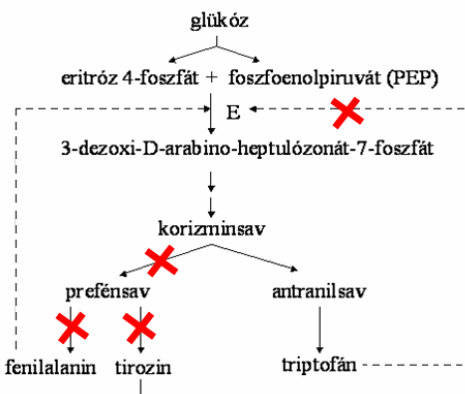 glükóz
eritróz 4-foszfát + foszfoenolpiruvát (PEP)
E
3-dezoxi-D-arabino-heptulózonát-7-foszfát
korizminsav
prefénsav antranilsav
fenilalanin tirozin triptofán